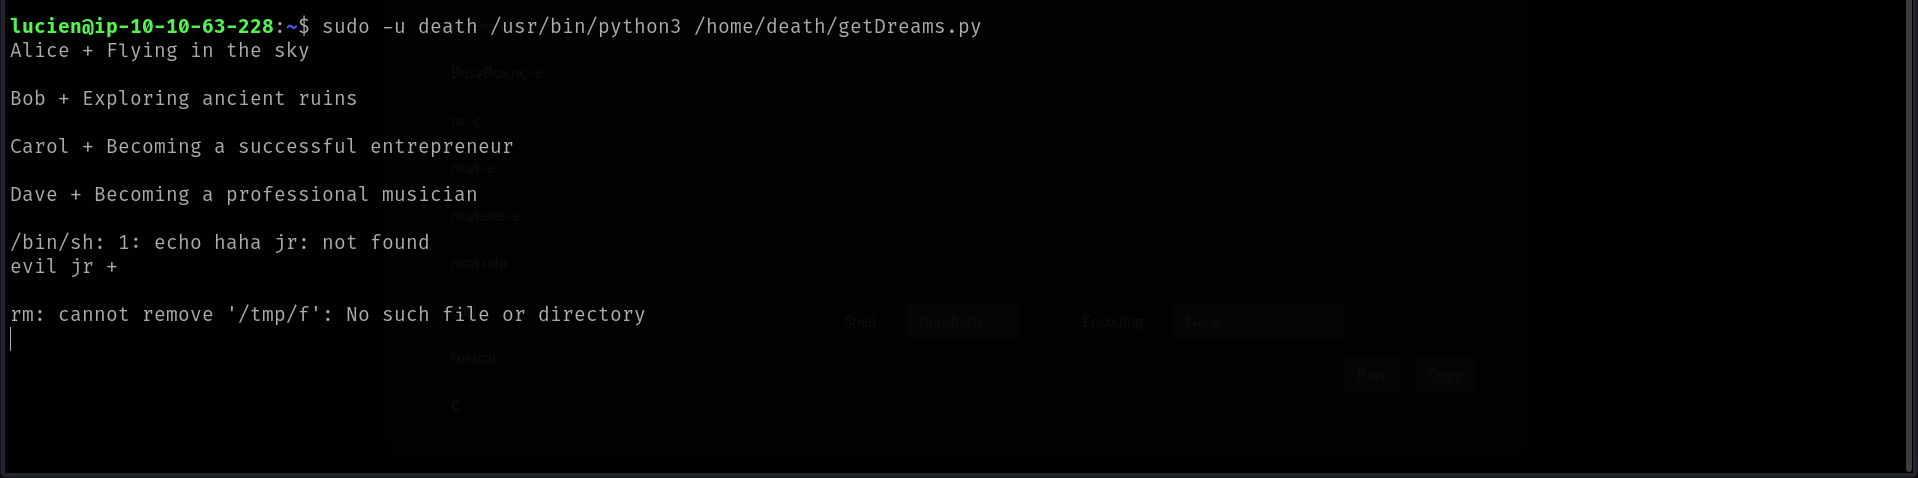 lucien@ip-10-10-63-228:~$ sudo -u death /usr/bin/python3 /home/death/getDreams.py
Alice + Flying in the sky
BusyBox nc -e
Bob + Exploring ancient ruins
nc -c
Carol + Becoming a successful entrepreneur
ncat -e
Dave + Becoming a professional musician
ncat.exe -e
/bin/sh: 1: echo haha jr: not found
evil jr +
ncat udp
rm: cannot remove '/tmp/f': No such file or directory
Shell /bin/bash Encoding None
rustcat
Raw Copy
C